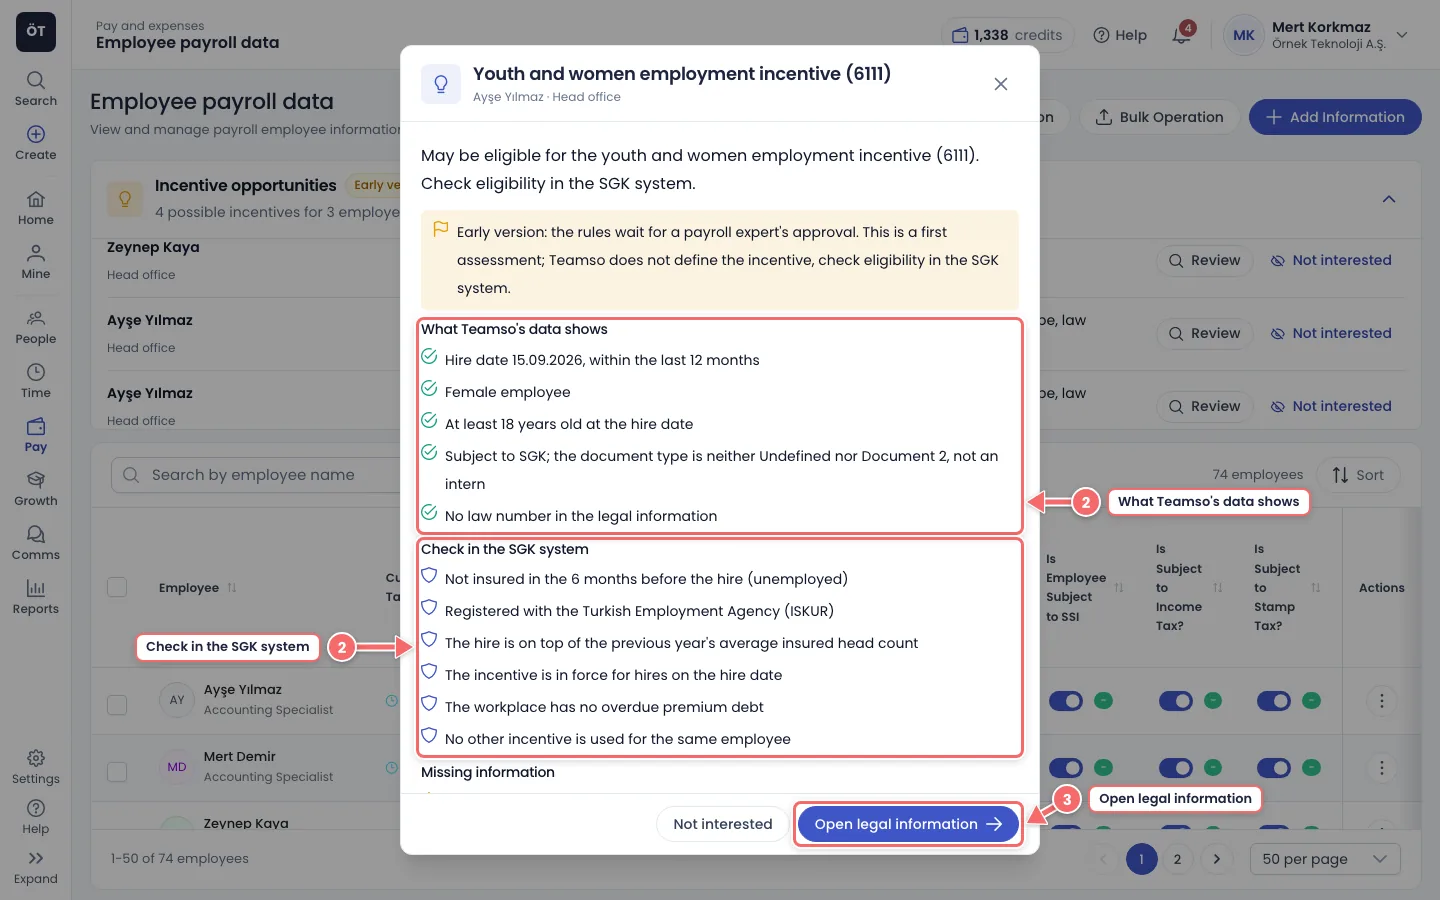 ÖT
Search
Create
Home
Mine
People
Time
Pay
Growth
Comms
Reports
Settings
Help
Expand
Pay and expenses
Employee payroll data
1,338 credits
Help
4
MK
Mert Korkmaz
Örnek Teknoloji A.Ş.
Employee payroll data
View and manage payroll employee information
on
Bulk Operation
Add Information
Incentive opportunities
Early ve
4 possible incentives for 3 employe
Zeynep Kaya
Head office
Review
Not interested
Ayşe Yılmaz
Head office
pe, law
Review
Not interested
Ayşe Yılmaz
Head office
pe, law
Review
Not interested
Search by employee name
74 employees
Sort
Employee
Cu
Ta
Is
Employee
Subject
to SSI
Is
Subject
to
Income
Tax?
Is
Subject
to
Stamp
Tax?
Actions
AY
Ayşe Yılmaz
Accounting Specialist
MD
Mert Demir
Accounting Specialist
Zeynep Kaya
1-50 of 74 employees
1
2
50 per page
Youth and women employment incentive (6111)
Ayşe Yılmaz · Head office
May be eligible for the youth and women employment incentive (6111).
Check eligibility in the SGK system.
Early version: the rules wait for a payroll expert's approval. This is a first
assessment; Teamso does not define the incentive, check eligibility in the SGK
system.
What Teamso's data shows
Hire date 15.09.2026, within the last 12 months
Female employee
At least 18 years old at the hire date
Subject to SGK; the document type is neither Undefined nor Document 2, not an
intern
No law number in the legal information
2
What Teamso's data shows
Check in the SGK system
Not insured in the 6 months before the hire (unemployed)
Registered with the Turkish Employment Agency (ISKUR)
The hire is on top of the previous year's average insured head count
The incentive is in force for hires on the hire date
The workplace has no overdue premium debt
No other incentive is used for the same employee
Check in the SGK system
2
Missing information
Not interested
Open legal information
3
Open legal information